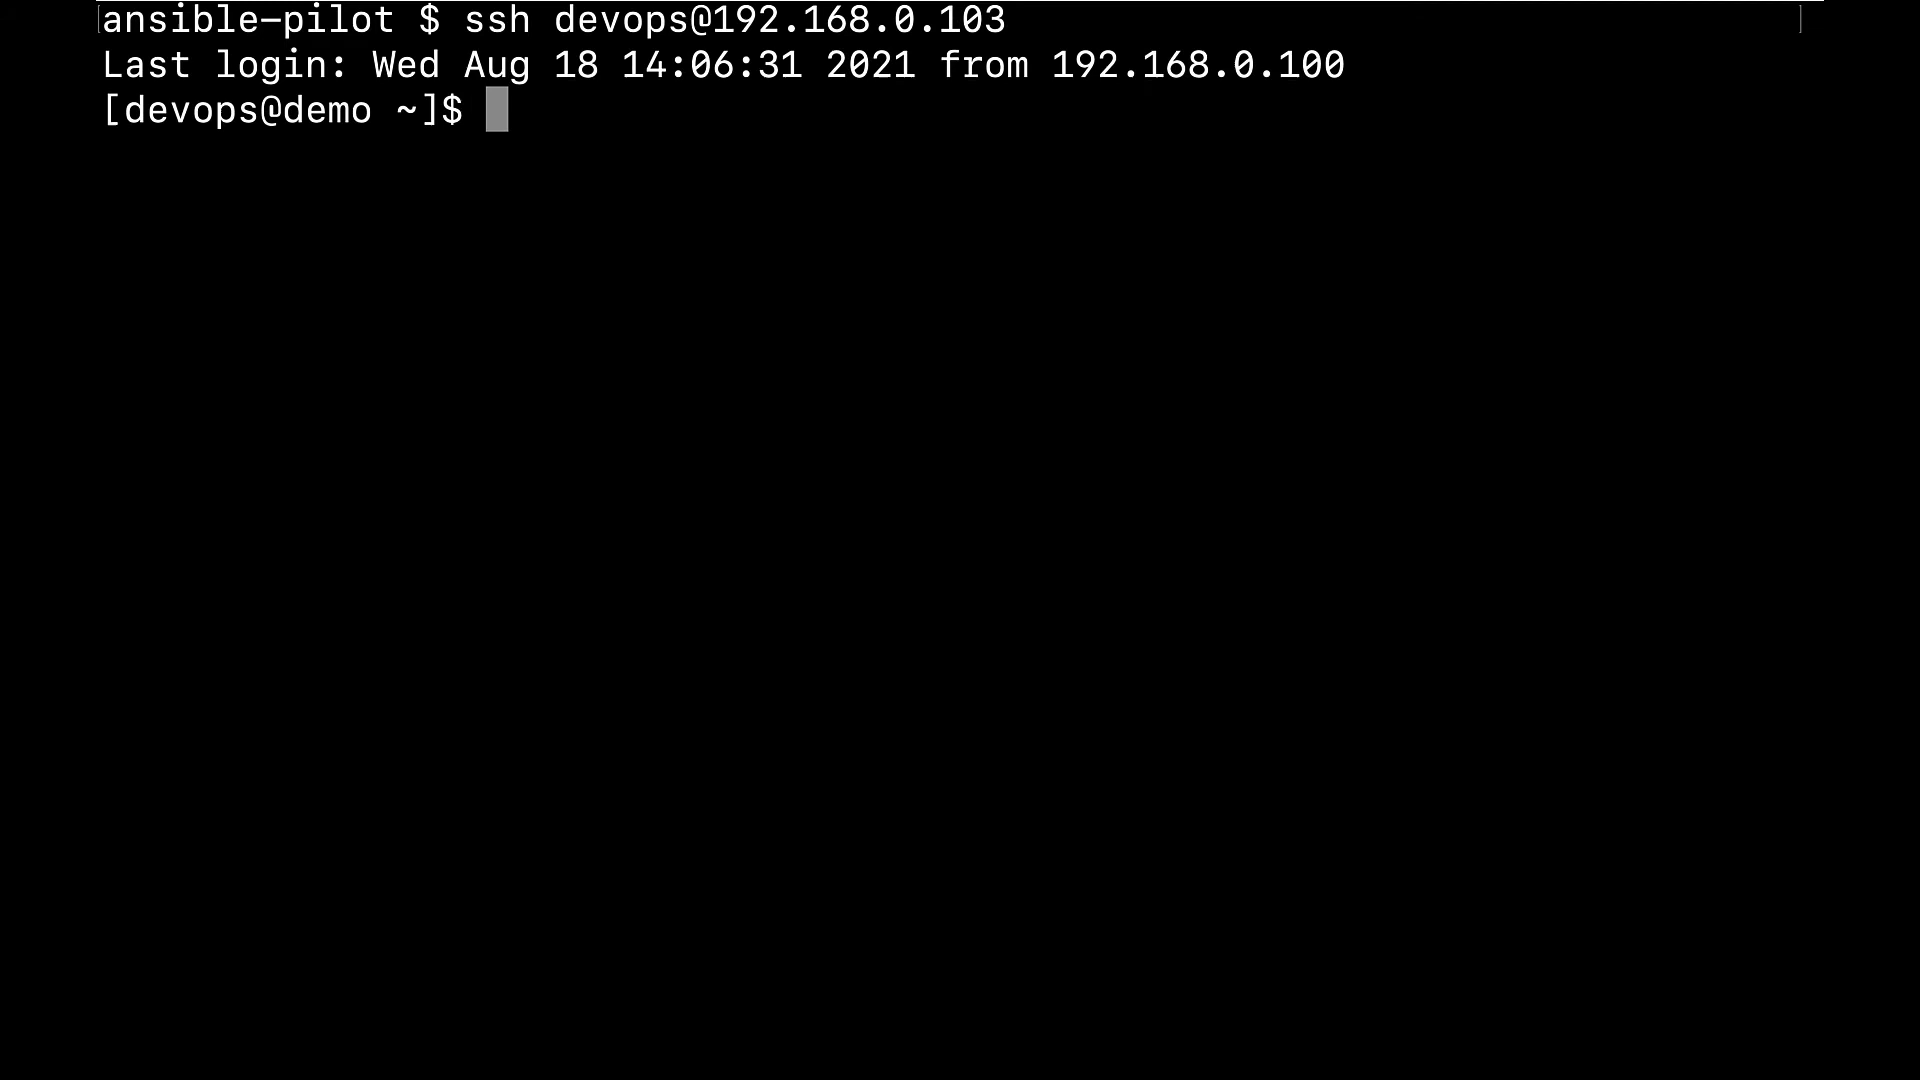 ansible-pilot $ ssh devops@192.168.0.103
Last login: Wed Aug 18 14:06:31 2021 from 192.168.0.100
[devops@demo ~]$